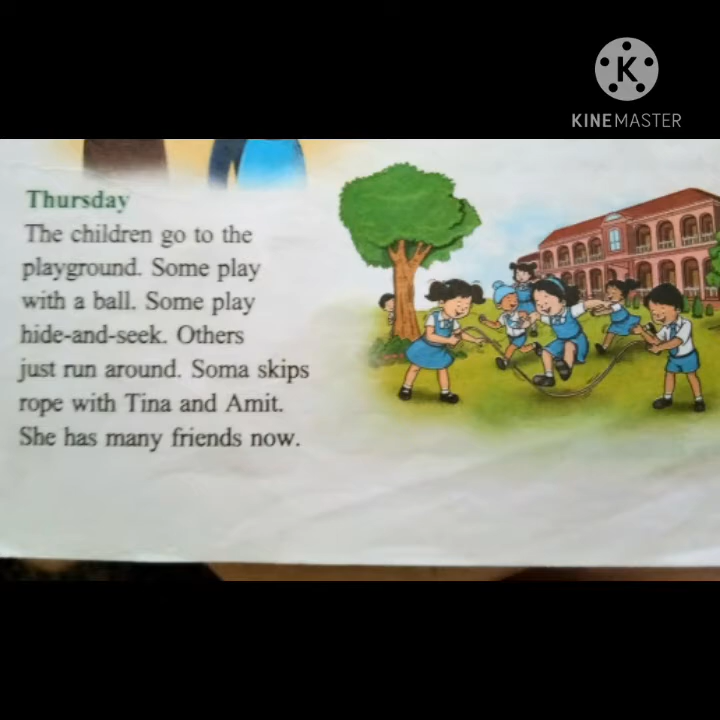 K
KINEMASTER
Thursday
The children go to the
playground. Some play
with a ball. Some play
hide-and-seek. Others
just run around. Soma skips
rope with Tina and Amit.
She has many friends now.